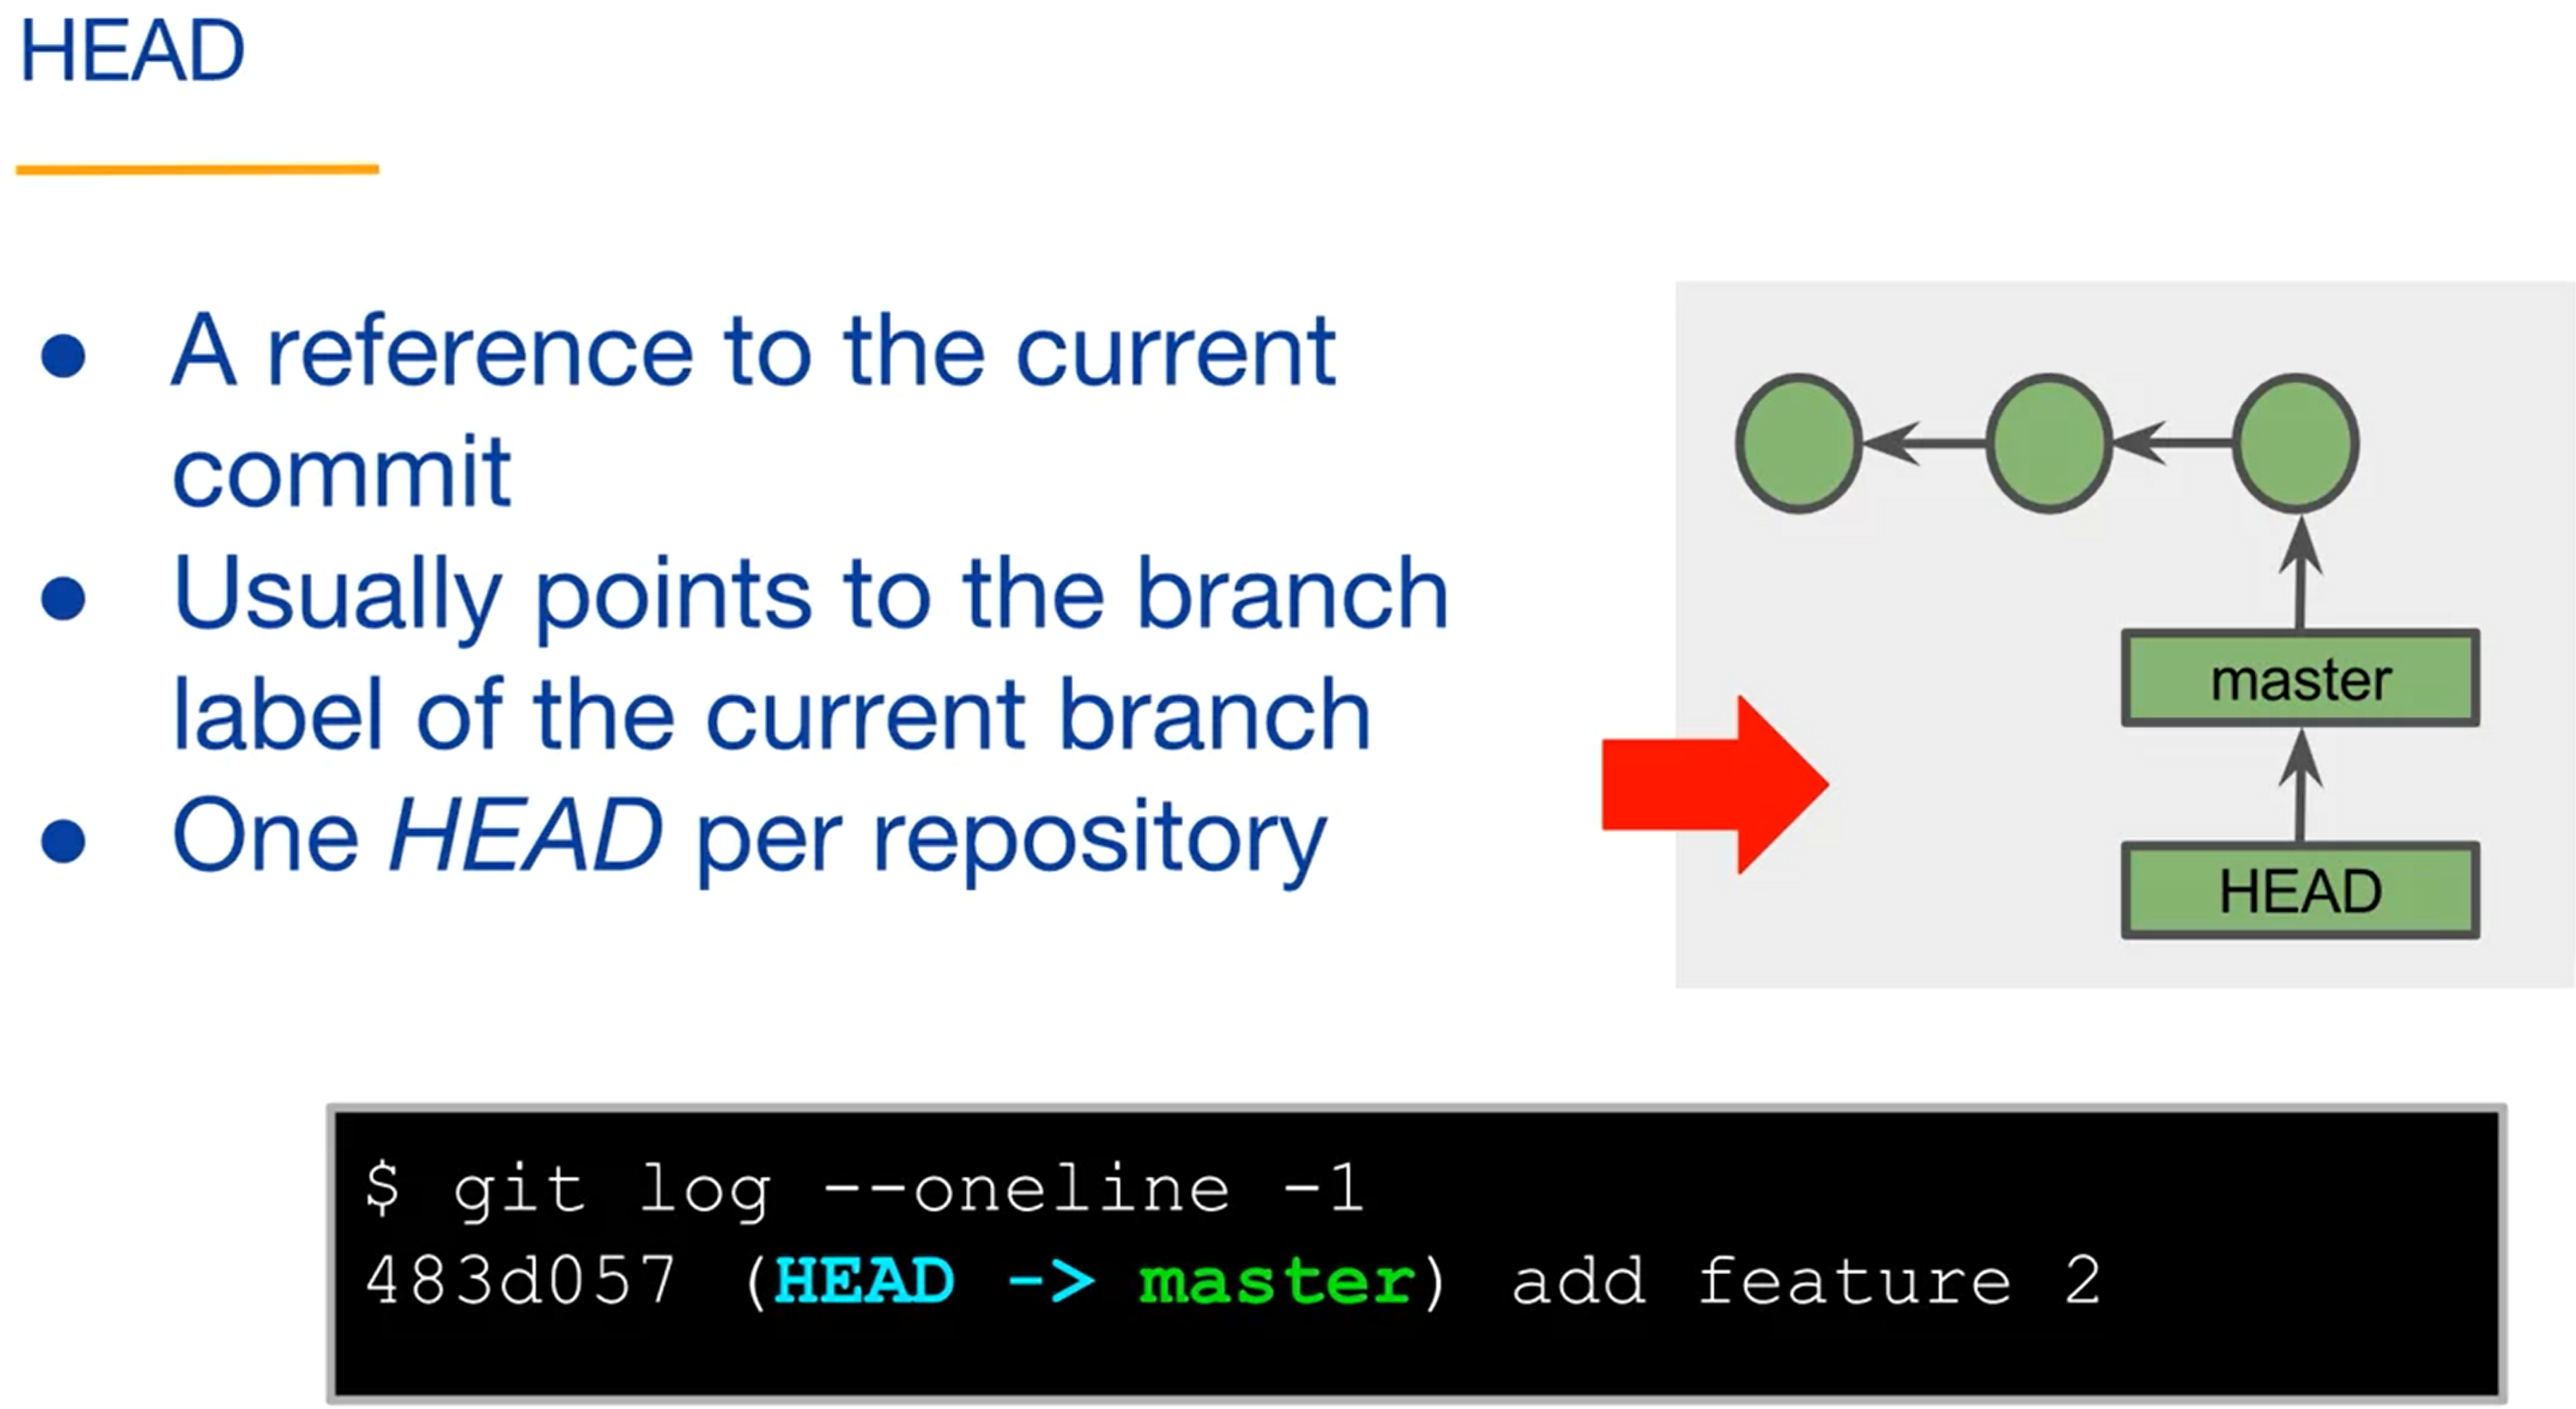 HEAD
● A reference to the current
commit
● Usually points to the branch
label of the current branch
● One HEAD per repository
master
HEAD
$ git log --oneline -1
483d057 (HEAD -> master) add feature 2